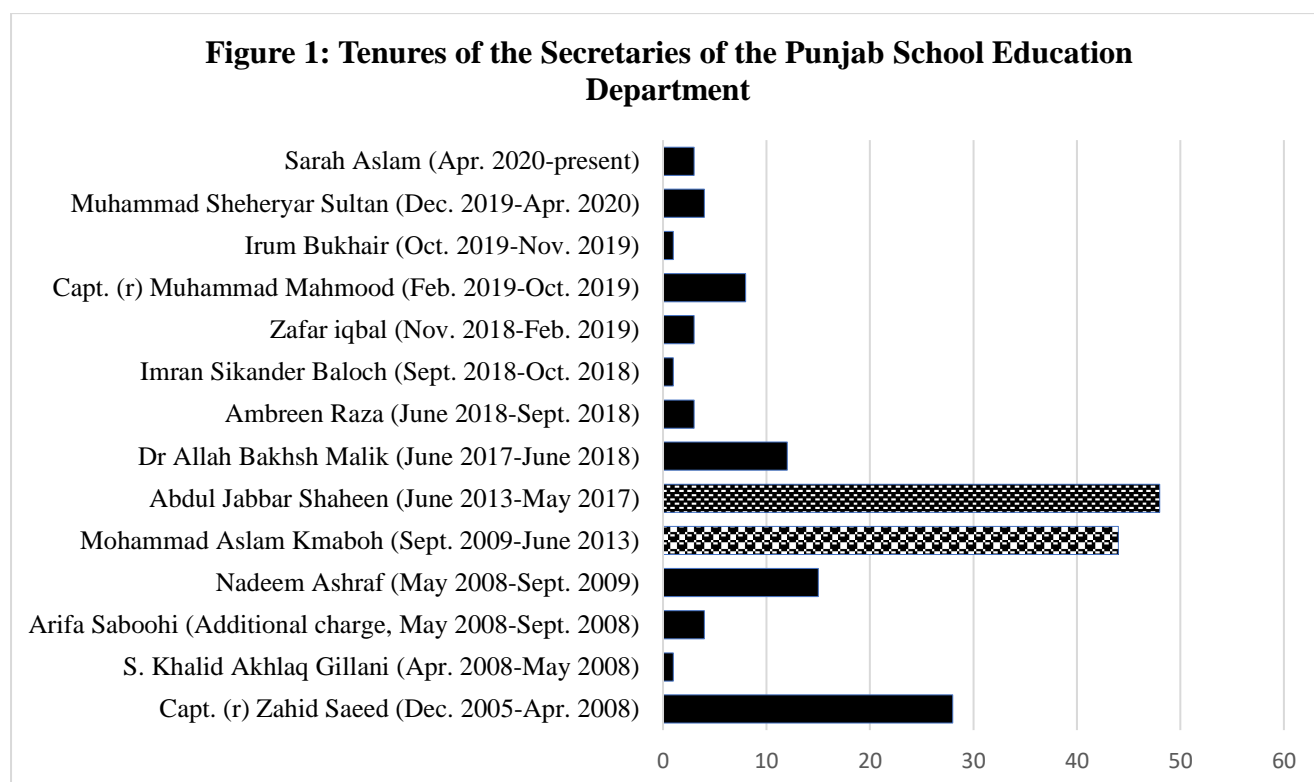 Figure 1: Tenures of the Secretaries of the Punjab School Education
Department
Sarah Aslam (Apr. 2020-present)
Muhammad Sheheryar Sultan (Dec. 2019-Apr. 2020)
Irum Bukhair (Oct. 2019-Nov. 2019)
Capt. (r) Muhammad Mahmood (Feb. 2019-Oct. 2019)
Zafar iqbal (Nov. 2018-Feb. 2019)
Imran Sikander Baloch (Sept. 2018-Oct. 2018)
Ambreen Raza (June 2018-Sept. 2018)
Dr Allah Bakhsh Malik (June 2017-June 2018)
Abdul Jabbar Shaheen (June 2013-May 2017)
Mohammad Aslam Kmaboh (Sept. 2009-June 2013)
Nadeem Ashraf (May 2008-Sept. 2009)
Arifa Saboohi (Additional charge, May 2008-Sept. 2008)
S. Khalid Akhlaq Gillani (Apr. 2008-May 2008)
Capt. (r) Zahid Saeed (Dec. 2005-Apr. 2008)
0 10 20 30 40 50 60